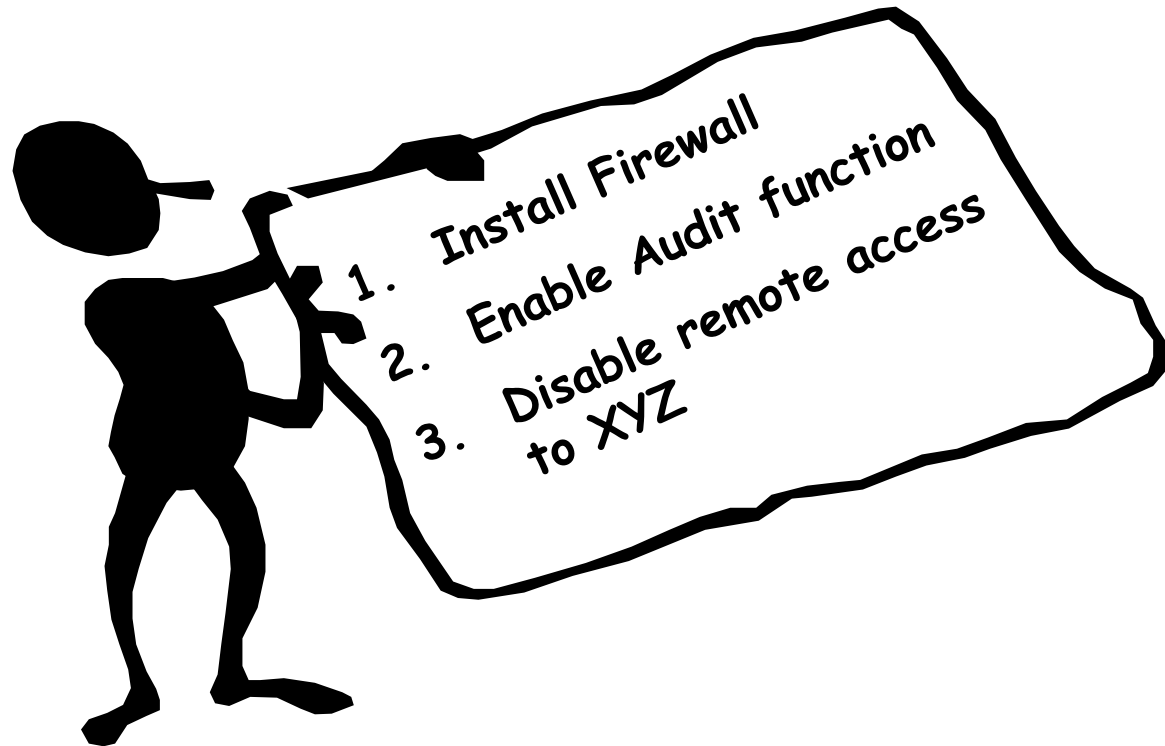 1. Install Firewall
2. Enable Audit function
3. Disable remote access
to XYZ